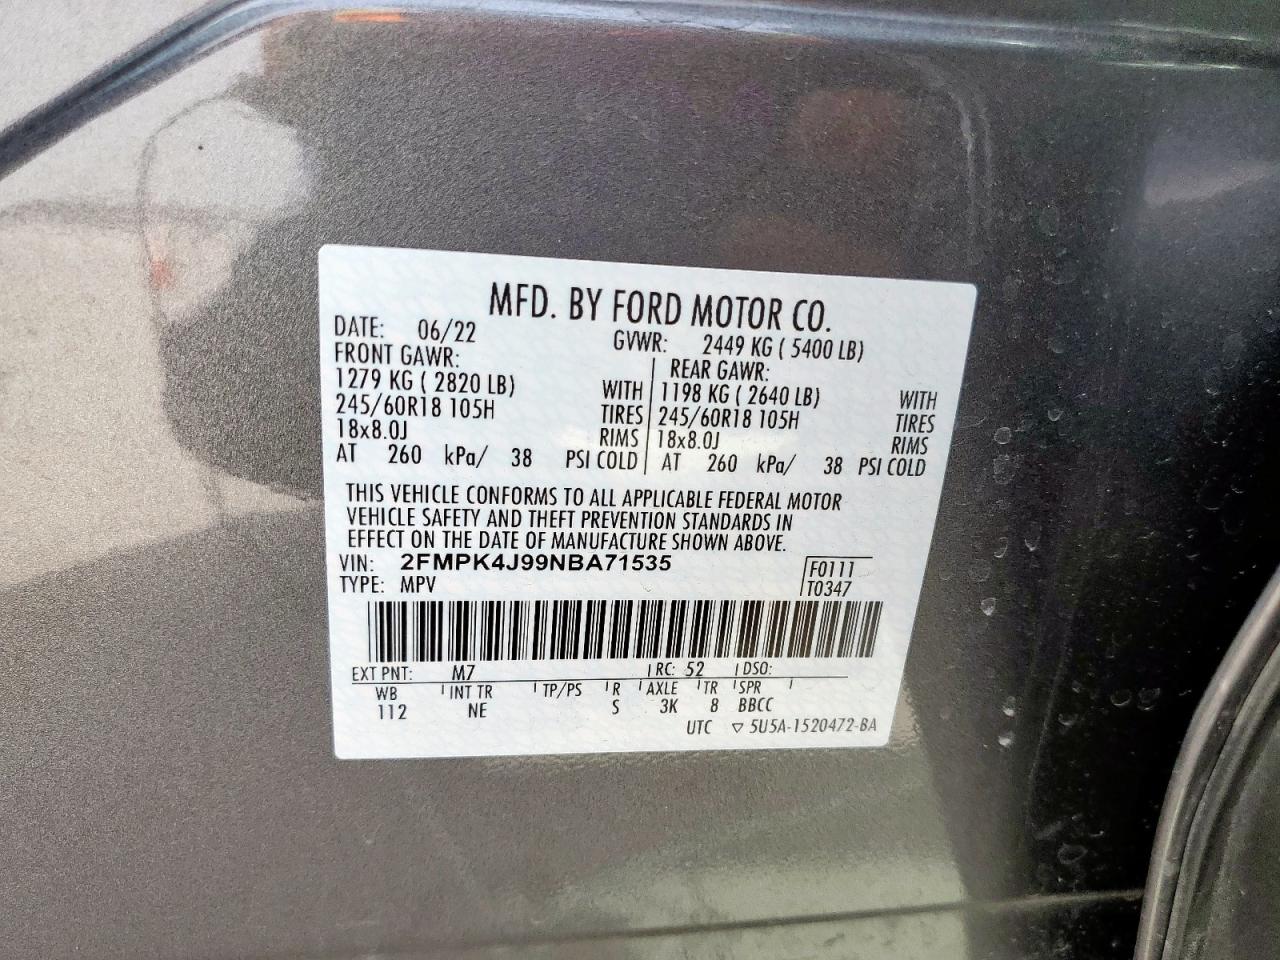 MFD. BY FORD MOTOR CO.
DATE: 06/22 GVWR: 2449 KG ( 5400 LB)
FRONT GAWR: REAR GAWR:
1279 KG ( 2820 LB) WITH 1198 KG ( 2640 LB) WITH
245/60R18 105H TIRES 245/60R18 105H TIRES
18x8.0J RIMS 18x8.0J RIMS
AT 260 kPa/ 38 PSI COLD AT 260 kPa/ 38 PSI COLD
THIS VEHICLE CONFORMS TO ALL APPLICABLE FEDERAL MOTOR
VEHICLE SAFETY AND THEFT PREVENTION STANDARDS IN
EFFECT ON THE DATE OF MANUFACTURE SHOWN ABOVE.
VIN: 2FMPK4J99NBA71535 F0111
TYPE: MPV T0347
EXT PNT: M7 RC: 52 DSO:
WB INT TR TP/PS R AXLE TR SPR
112 NE S 3K 8 BBCC
UTC ▽ 5U5A-1520472-BA